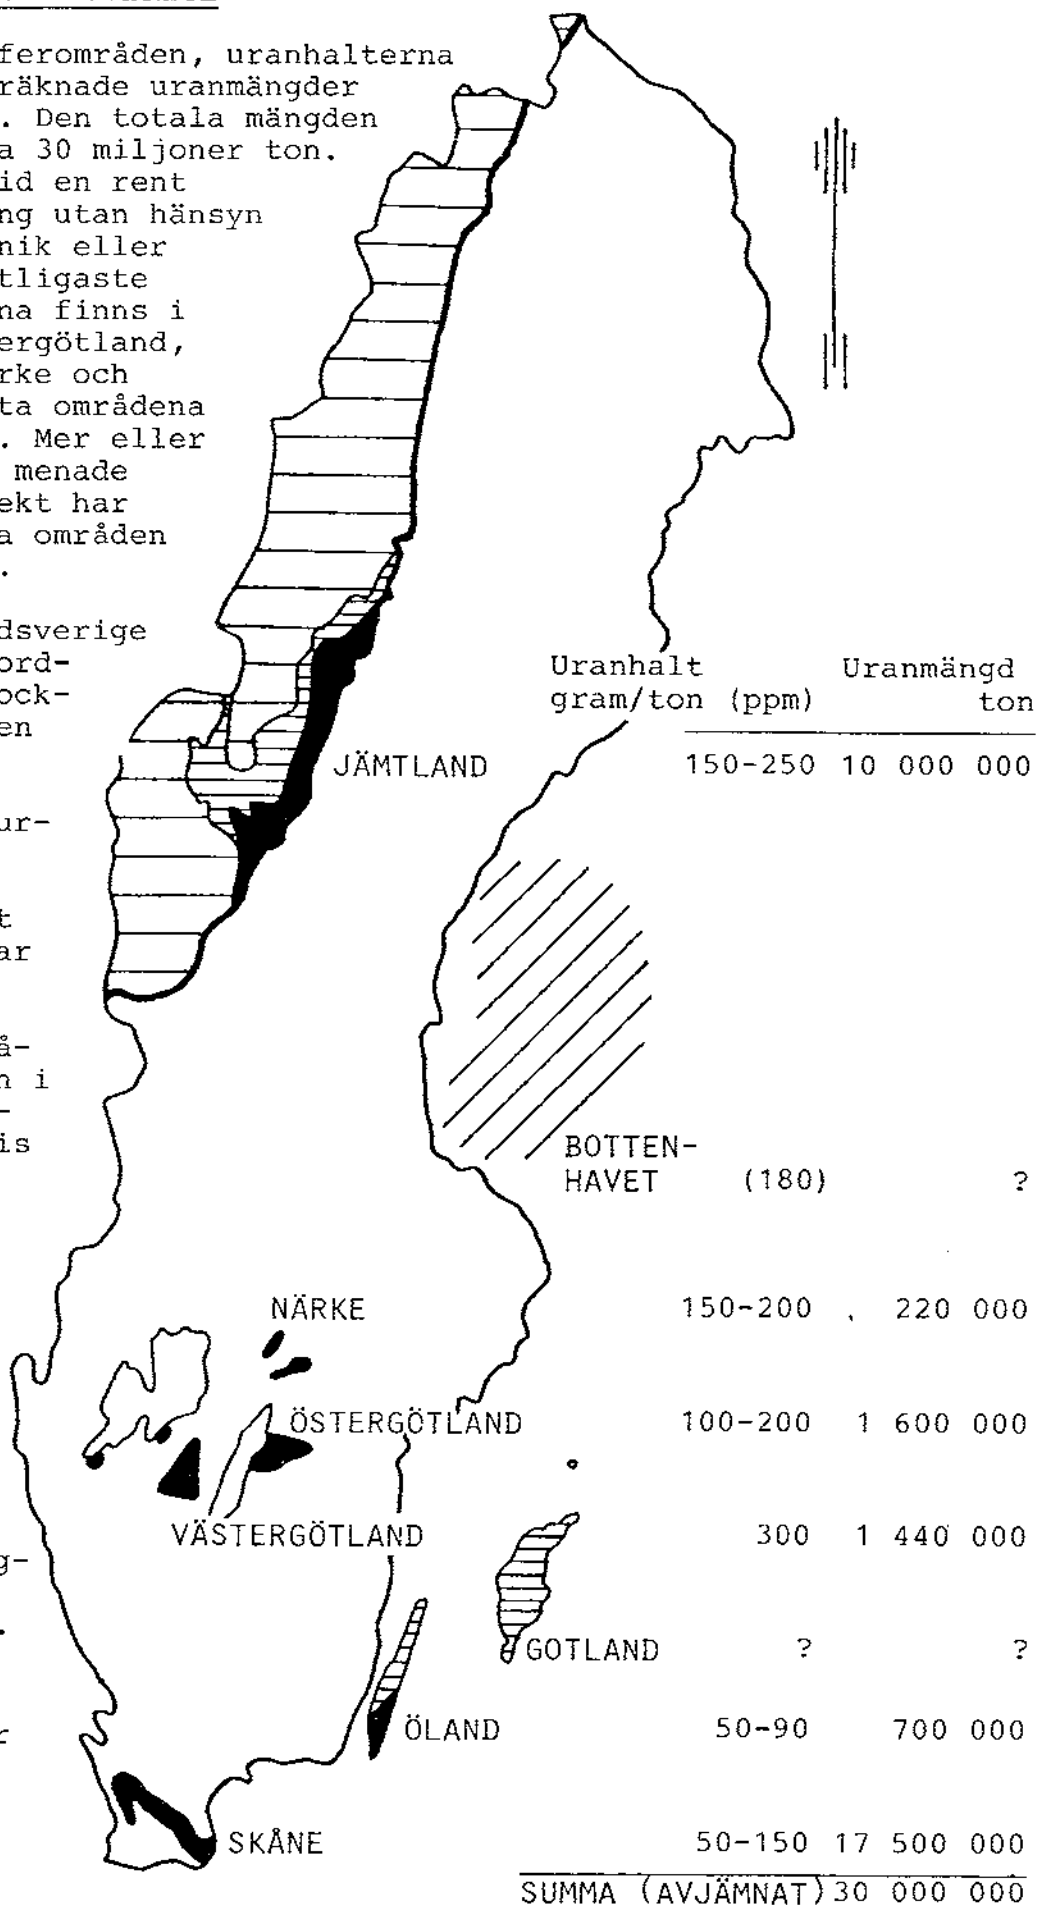 ferområden, uranhalterna
räknade uranmängder
. Den totala mängden
a 30 miljoner ton.
id en rent
ng utan hänsyn
nik eller
tligaste
na finns i
ergötland,
rke och
ta områdena
. Mer eller
menade
ekt har
a områden
.
dsverige
ord-
ock-
en
ur-
t
ar
å-
n i
-
is
g-
.
r
Uranhalt Uranmängd
gram/ton (ppm) ton
JÄMTLAND 150-250 10 000 000
BOTTEN-
HAVET (180) ?
NÄRKE 150-200 220 000
ÖSTERGÖTLAND 100-200 1 600 000
VÄSTERGÖTLAND 300 1 440 000
GOTLAND ? ?
ÖLAND 50-90 700 000
SKÅNE 50-150 17 500 000
SUMMA (AVJÄMNAT) 30 000 000